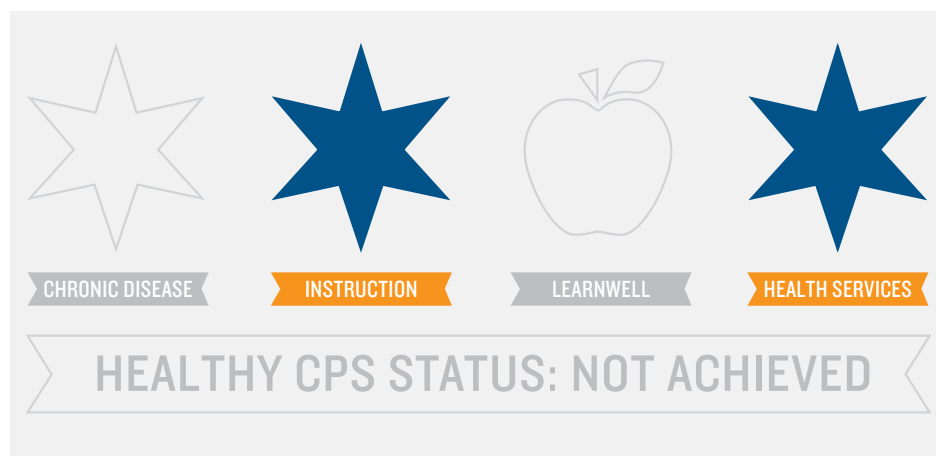 CHRONIC DISEASE
INSTRUCTION
LEARNWELL
HEALTH SERVICES
HEALTHY CPS STATUS: NOT ACHIEVED